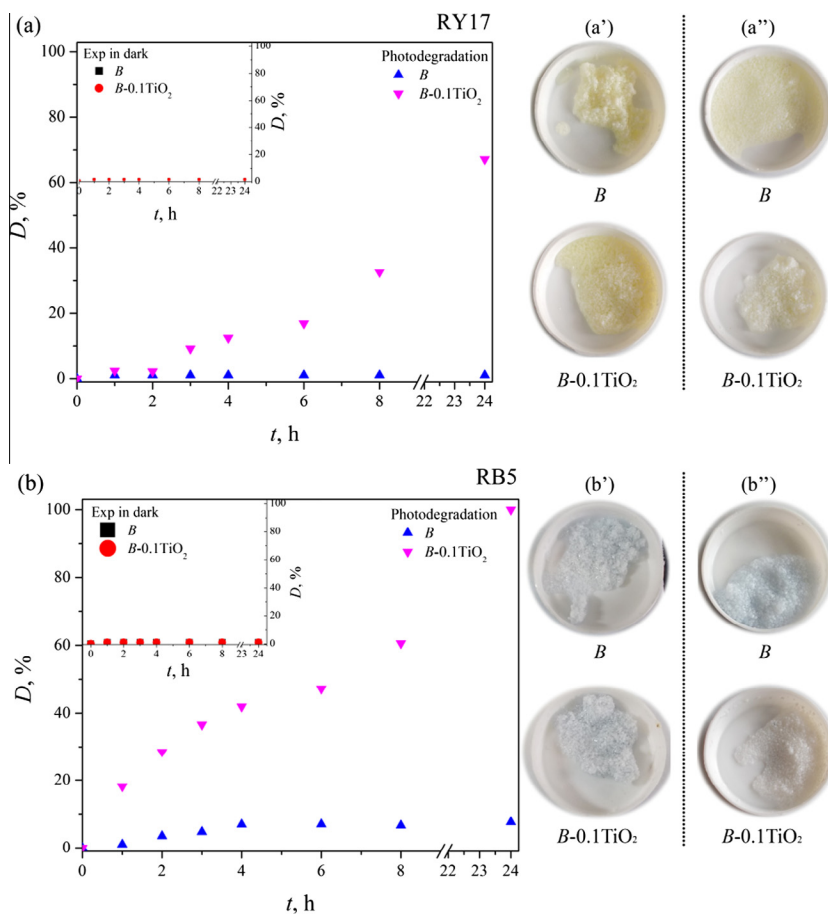 (a)
RY17
(a')
(a'')
Exp in dark
B
B-0.1TiO₂
Photodegradation
B
B-0.1TiO₂
100
80
60
40
20
0
D, %
0 2 4 6 8 22 23 24
t, h
100
80
60
40
20
0
D, %
0 2 4 6 8 22 23 24
t, h
B
B
B-0.1TiO₂
B-0.1TiO₂
(b)
RB5
(b')
(b'')
Exp in dark
B
B-0.1TiO₂
Photodegradation
B
B-0.1TiO₂
100
80
60
40
20
0
D, %
0 2 4 6 8 23 24
t, h
100
80
60
40
20
0
D, %
0 2 4 6 8 22 23 24
t, h
B
B
B-0.1TiO₂
B-0.1TiO₂